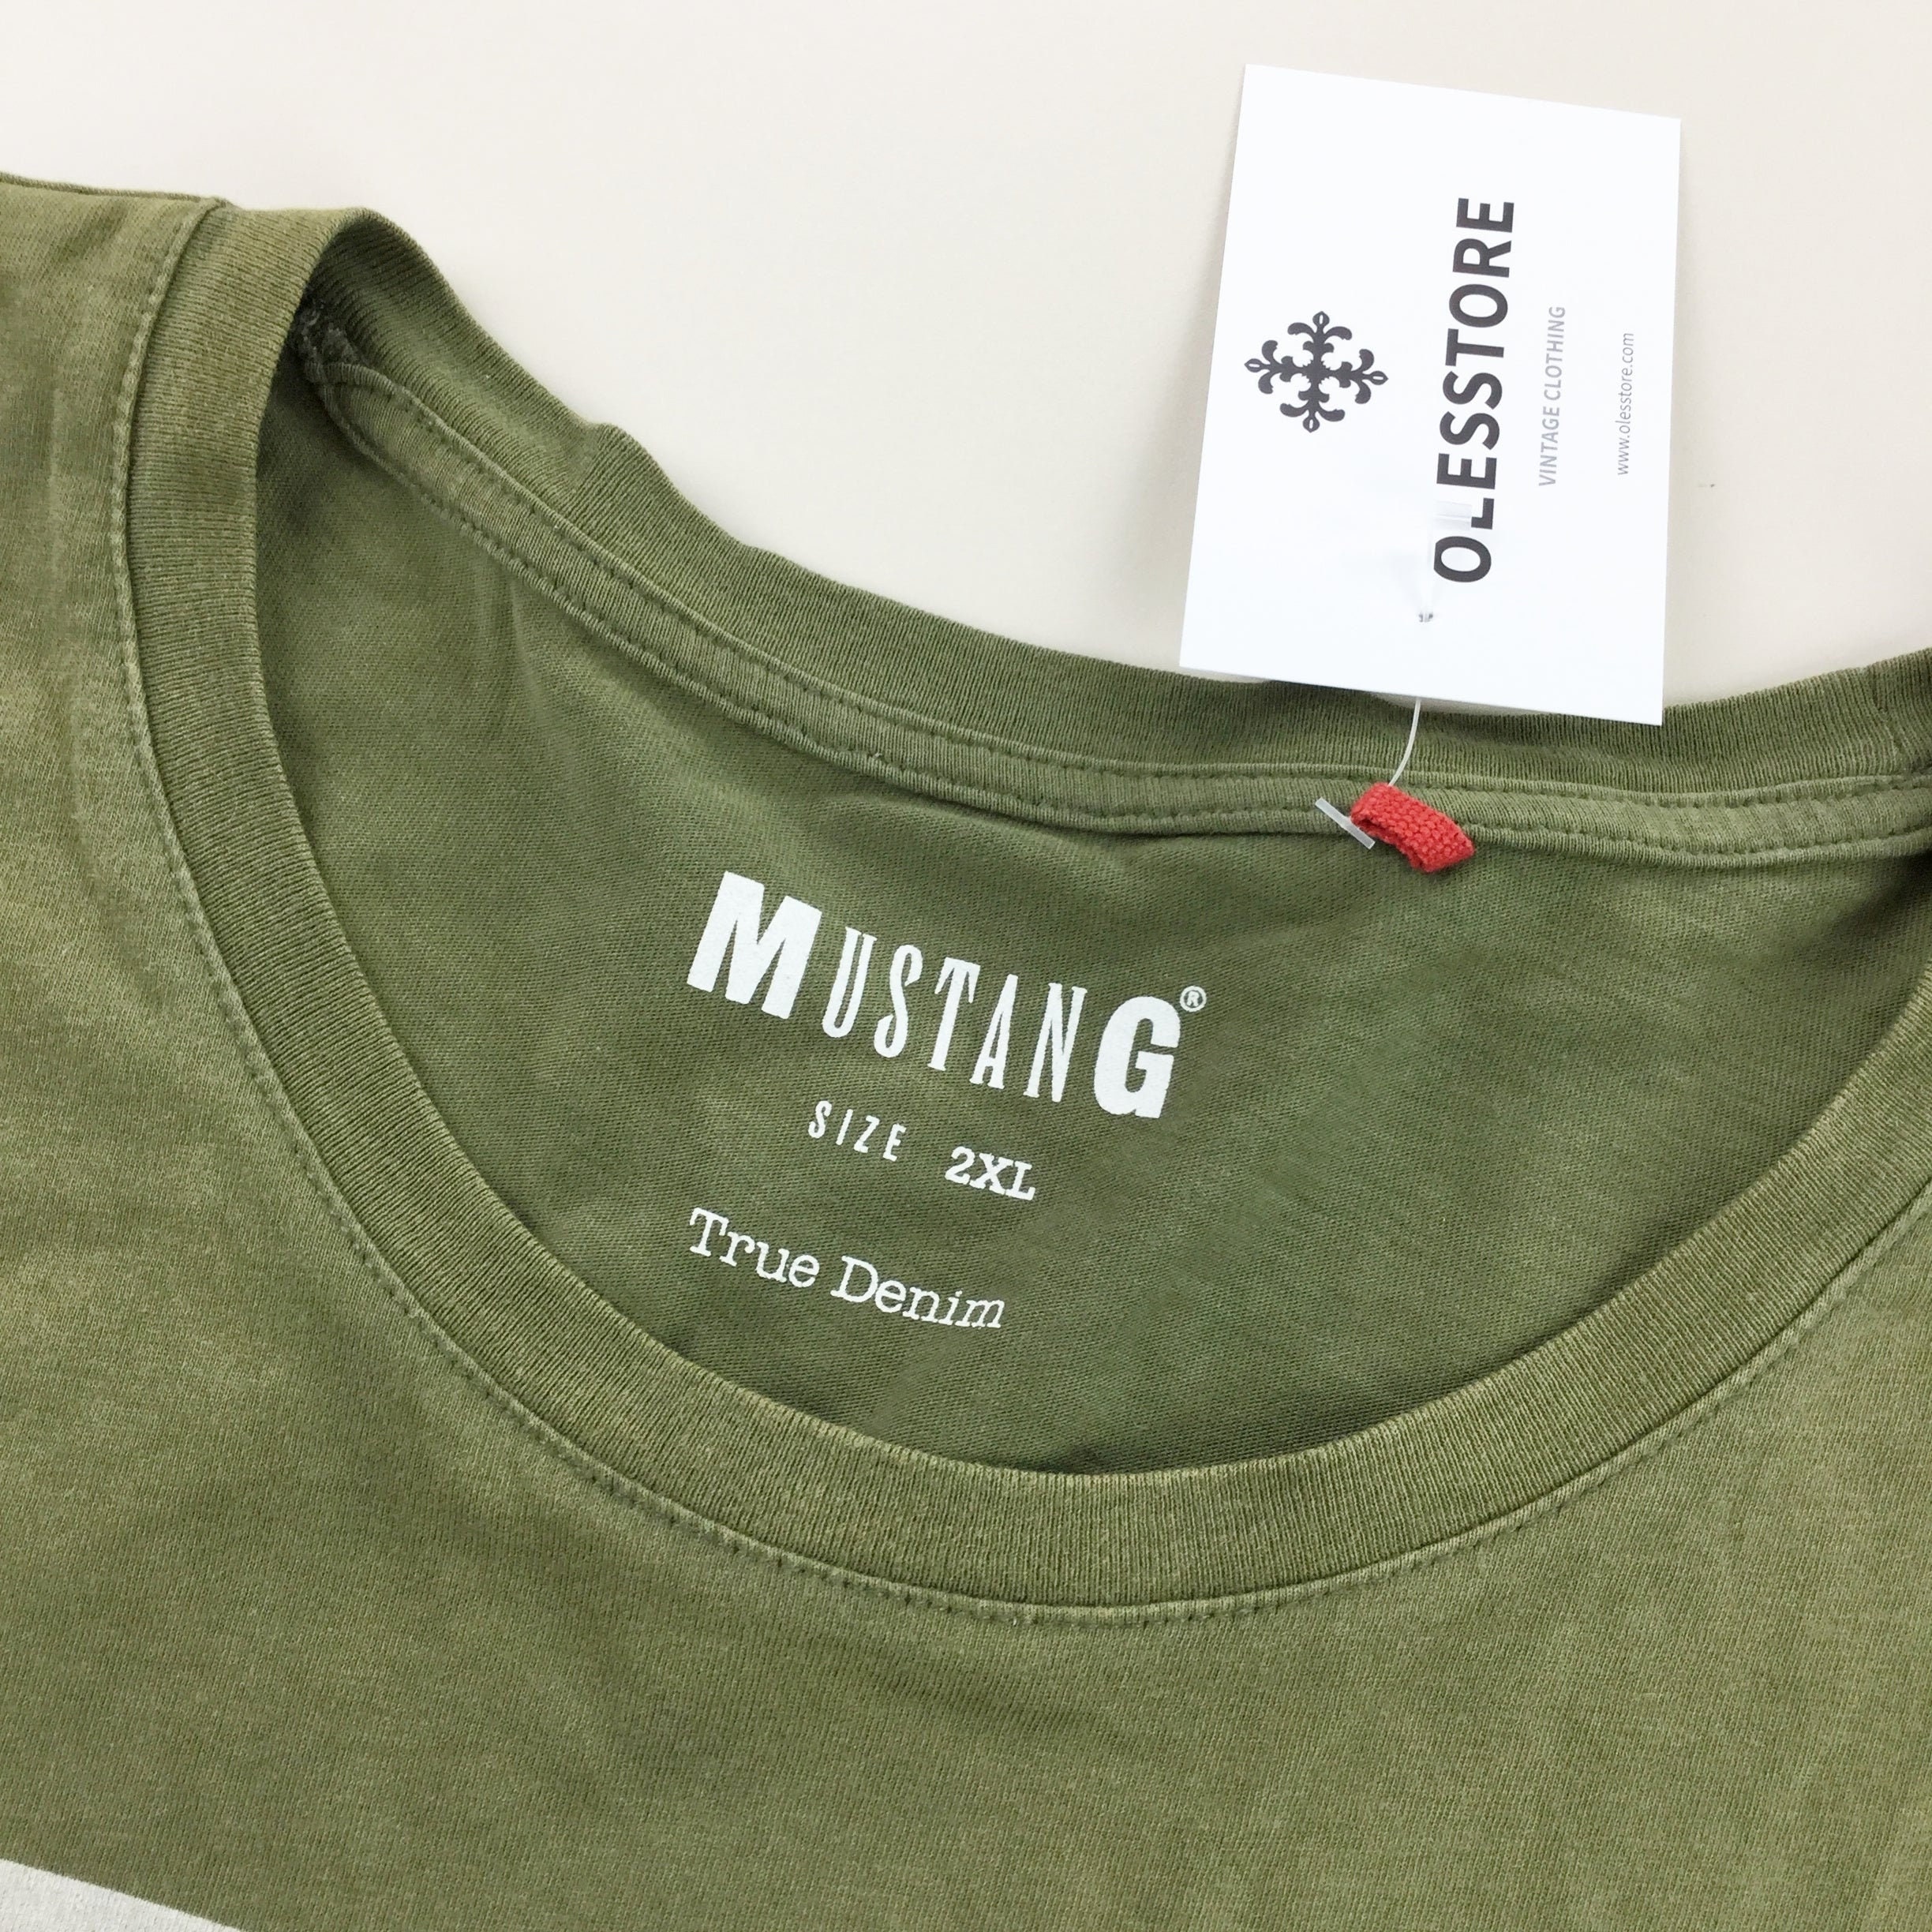 OLESSTORE
VINTAGE CLOTHING
www.olesstore.com
MUSTANG®
SIZE 2XL
True Denim